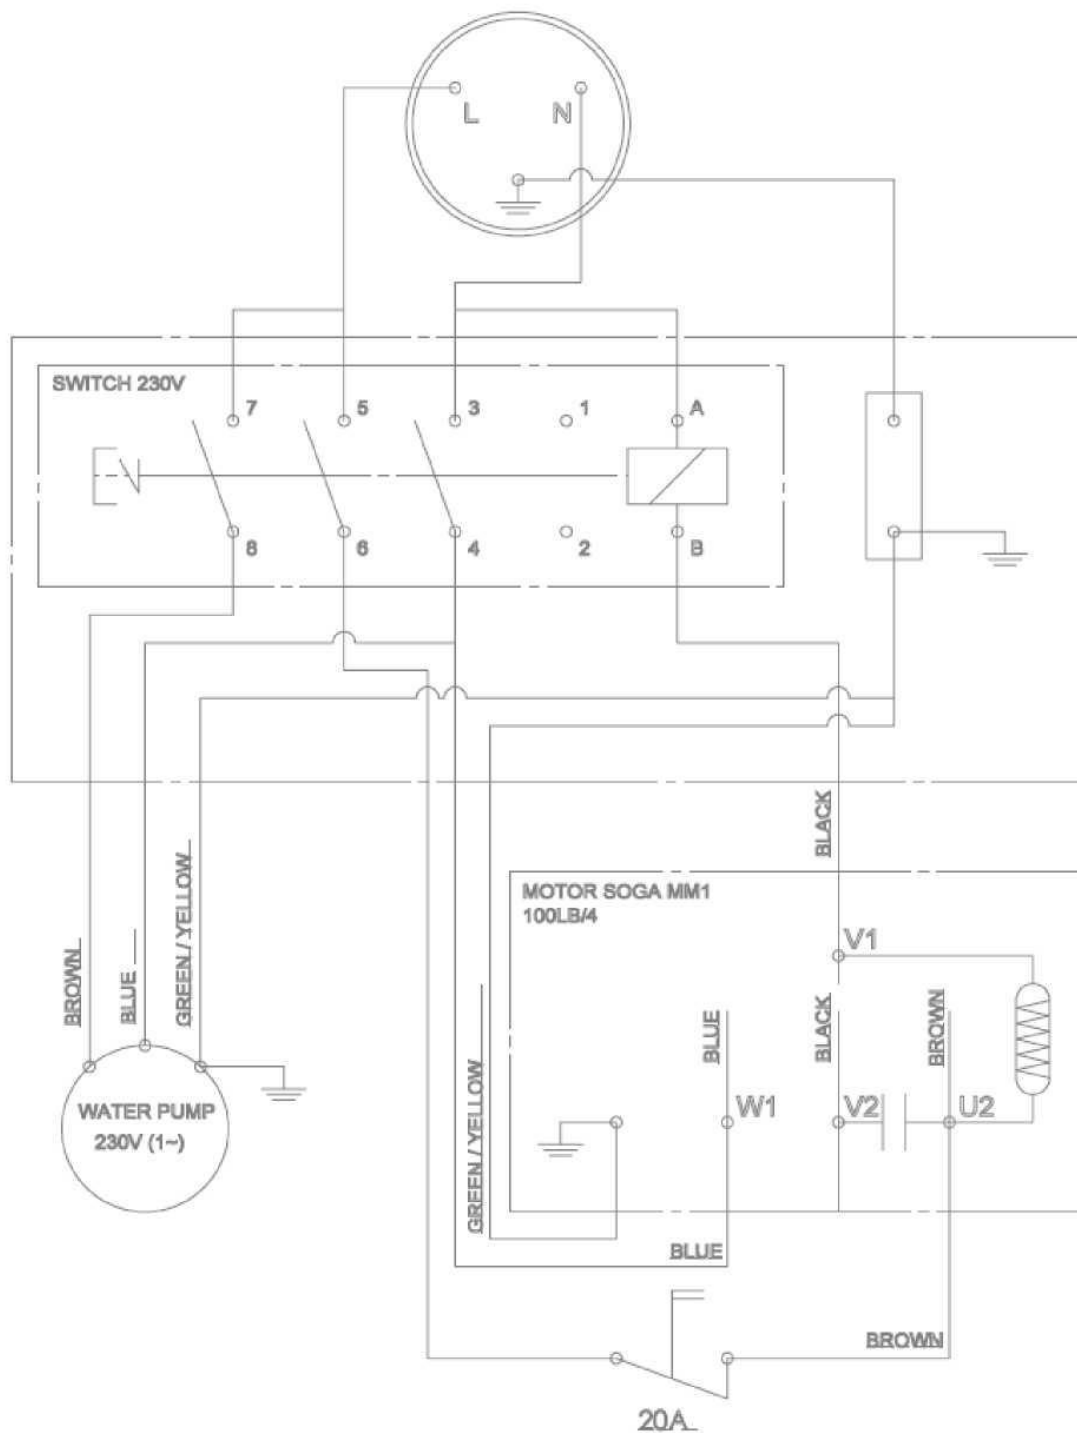 L N
SWITCH 230V
7 5 3 1 A
8 6 4 2 B
BLACK
MOTOR SOGA MM1
100LB/4
V1
GREEN / YELLOW
BROWN
BLUE
BLUE
BLACK
BROWN
WATER PUMP
230V (1~)
W1 V2 U2
GREEN / YELLOW
BLUE
BROWN
20A